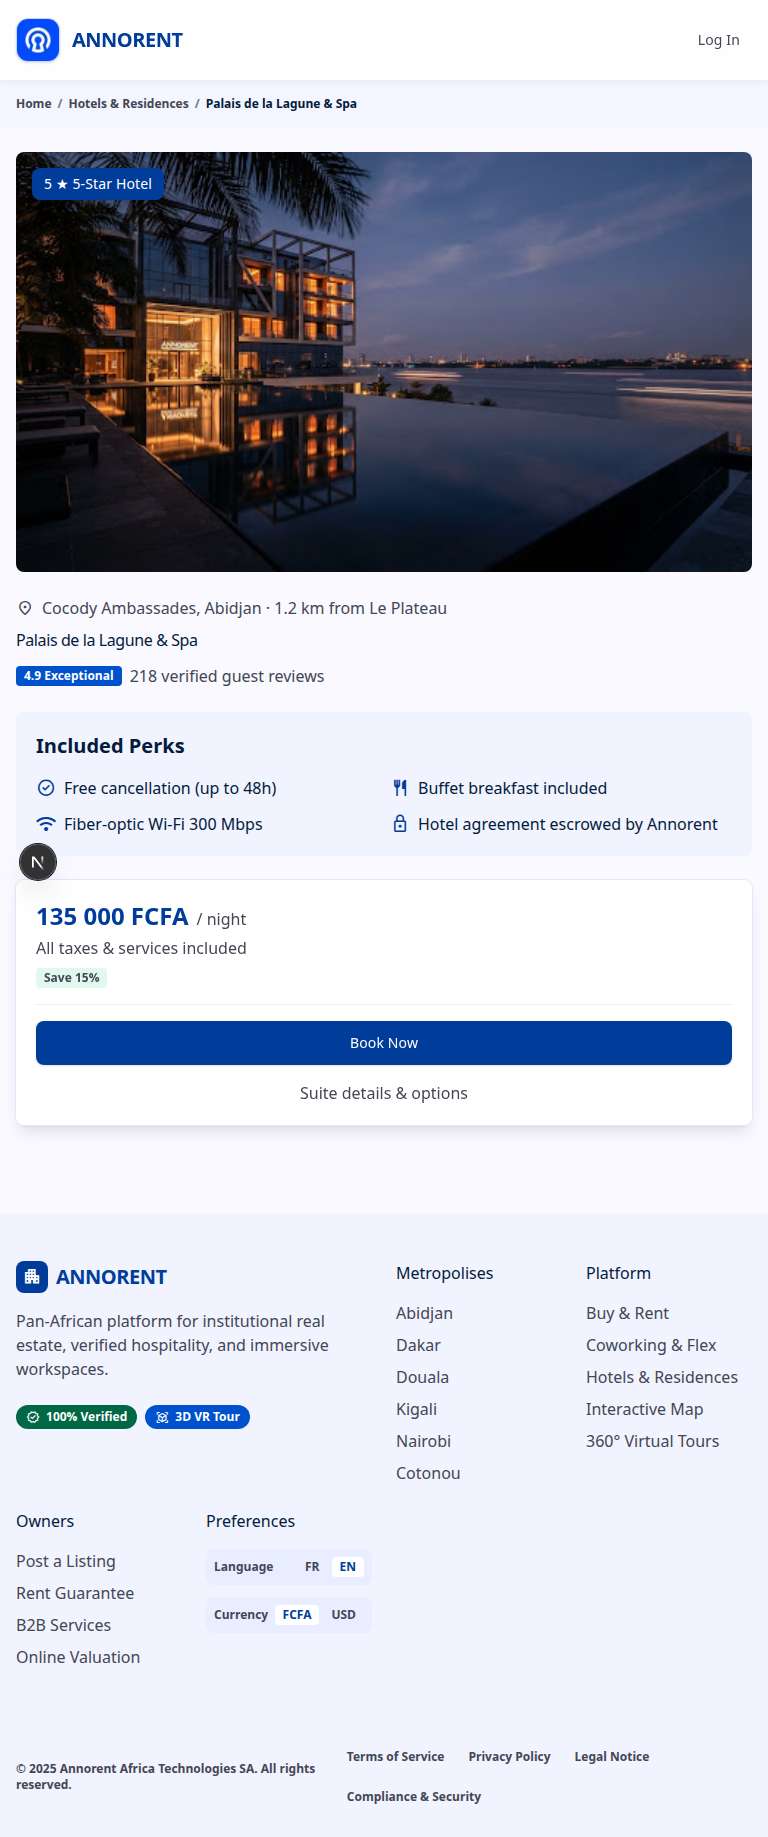 ANNORENT
Log In
Home / Hotels & Residences / Palais de la Lagune & Spa
5 ★ 5-Star Hotel
ANNORENT
Cocody Ambassades, Abidjan · 1.2 km from Le Plateau
Palais de la Lagune & Spa
4.9 Exceptional 218 verified guest reviews
Included Perks
Free cancellation (up to 48h)
Buffet breakfast included
Fiber-optic Wi-Fi 300 Mbps
Hotel agreement escrowed by Annorent
N
135 000 FCFA / night
All taxes & services included
Save 15%
Book Now
Suite details & options
ANNORENT
Pan-African platform for institutional real
estate, verified hospitality, and immersive
workspaces.
100% Verified
3D VR Tour
Metropolises
Abidjan
Dakar
Douala
Kigali
Nairobi
Cotonou
Platform
Buy & Rent
Coworking & Flex
Hotels & Residences
Interactive Map
360° Virtual Tours
Owners
Post a Listing
Rent Guarantee
B2B Services
Online Valuation
Preferences
Language FR EN
Currency FCFA USD
© 2025 Annorent Africa Technologies SA. All rights
reserved.
Terms of Service Privacy Policy Legal Notice
Compliance & Security